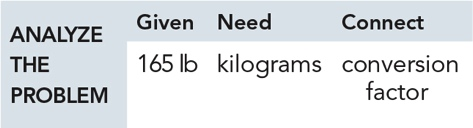 ANALYZE
THE
PROBLEM
Given Need Connect
165 lb kilograms conversion
factor